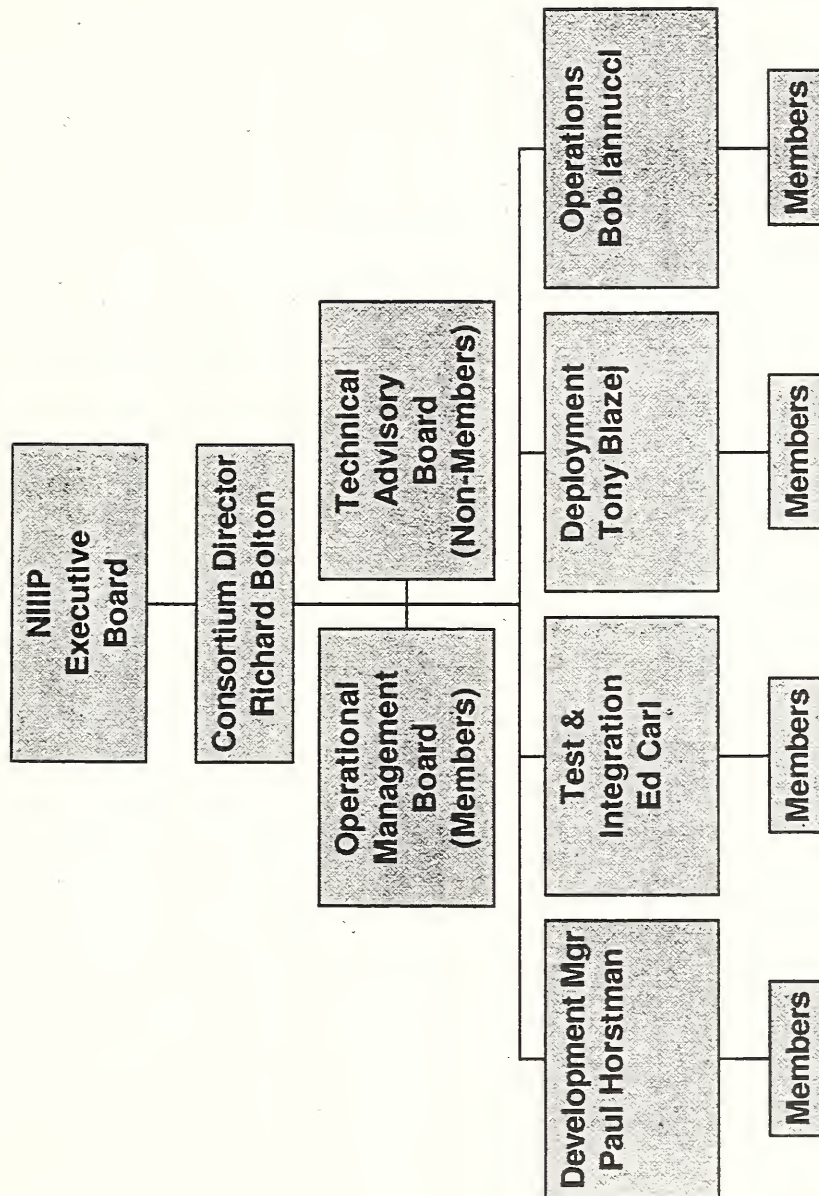 NIIIP
Executive
Board
Consortium Director
Richard Bolton
Operational
Management
Board
(Members)
Technical
Advisory
Board
(Non-Members)
Development Mgr
Paul Horstman
Test &
Integration
Ed Carl
Deployment
Tony Blazej
Operations
Bob Iannucci
Members
Members
Members
Members